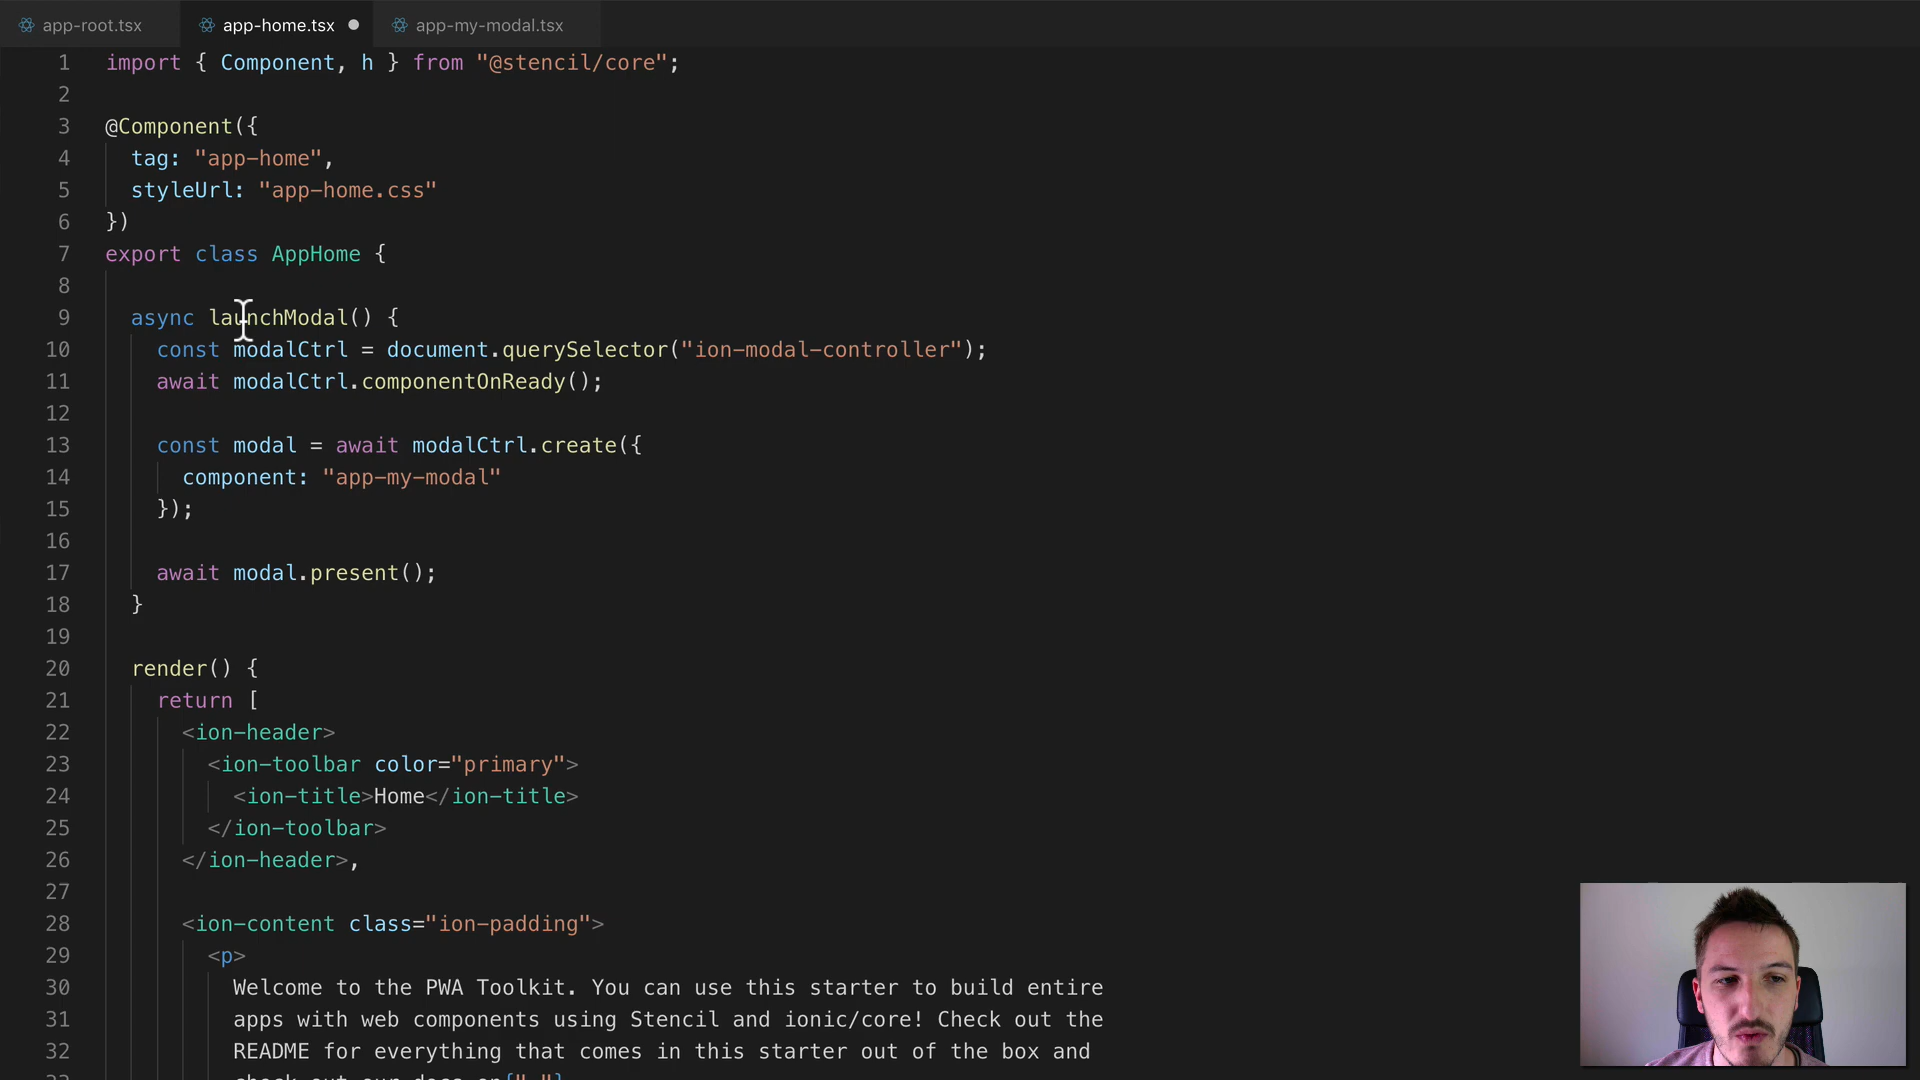 app-root.tsx
app-home.tsx
app-my-modal.tsx
1 import { Component, h } from "@stencil/core";
2
3 @Component({
4 tag: "app-home",
5 styleUrl: "app-home.css"
6 })
7 export class AppHome {
8
9 async launchModal() {
10 const modalCtrl = document.querySelector("ion-modal-controller");
11 await modalCtrl.componentOnReady();
12
13 const modal = await modalCtrl.create({
14 component: "app-my-modal"
15 });
16
17 await modal.present();
18 }
19
20 render() {
21 return [
22 <ion-header>
23 <ion-toolbar color="primary">
24 <ion-title>Home</ion-title>
25 </ion-toolbar>
26 </ion-header>,
27
28 <ion-content class="ion-padding">
29 <p>
30 Welcome to the PWA Toolkit. You can use this starter to build entire
31 apps with web components using Stencil and ionic/core! Check out the
32 README for everything that comes in this starter out of the box and